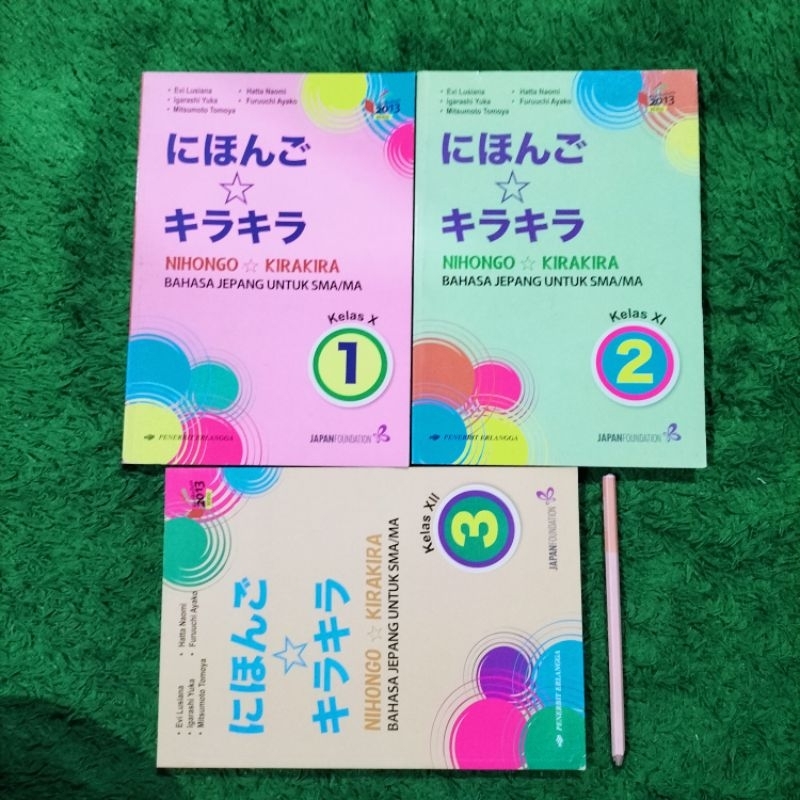 • Evi Lusiana
• Igarashi Yuka
• Mitsumoto Tomoya
• Hatta Naomi
• Furuuchi Ayako
2013
にほんご
☆
キラキラ
NIHONGO ☆ KIRAKIRA
BAHASA JEPANG UNTUK SMA/MA
Kelas X
1
PENERBIT ERLANGGA
JAPANFOUNDATION
• Evi Lusiana
• Igarashi Yuka
• Mitsumoto Tomoya
• Hatta Naomi
• Furuuchi Ayako
2013
にほんご
☆
キラキラ
NIHONGO ☆ KIRAKIRA
BAHASA JEPANG UNTUK SMA/MA
Kelas XI
2
PENERBIT ERLANGGA
JAPANFOUNDATION
• Evi Lusiana
• Igarashi Yuka
• Mitsumoto Tomoya
• Hatta Naomi
• Furuuchi Ayako
2013
にほんご
☆
キラキラ
NIHONGO ☆ KIRAKIRA
BAHASA JEPANG UNTUK SMA/MA
Kelas XII
3
PENERBIT ERLANGGA
JAPANFOUNDATION